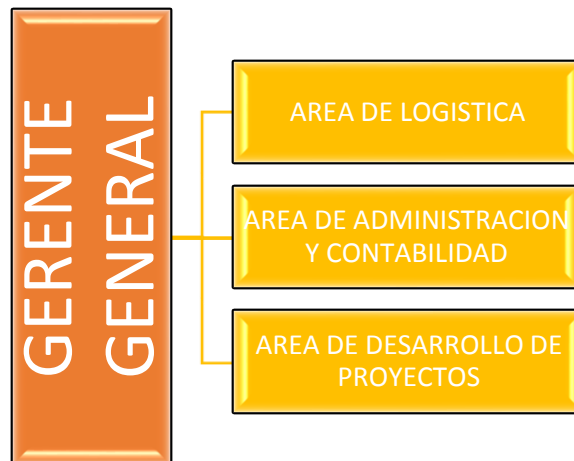 GERENTE
GENERAL
AREA DE LOGISTICA
AREA DE ADMINISTRACION
Y CONTABILIDAD
AREA DE DESARROLLO DE
PROYECTOS